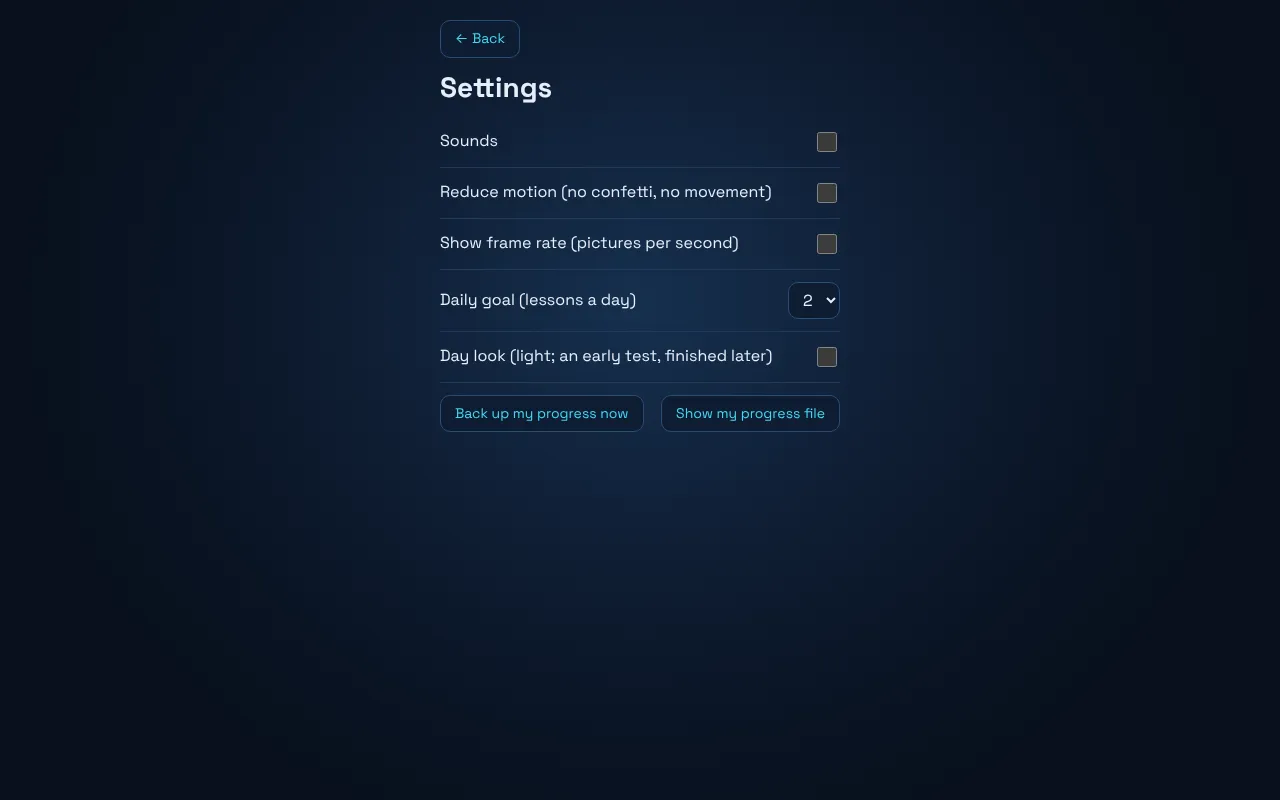 ← Back
Settings
Sounds
Reduce motion (no confetti, no movement)
Show frame rate (pictures per second)
Daily goal (lessons a day) 2
Day look (light; an early test, finished later)
Back up my progress now Show my progress file